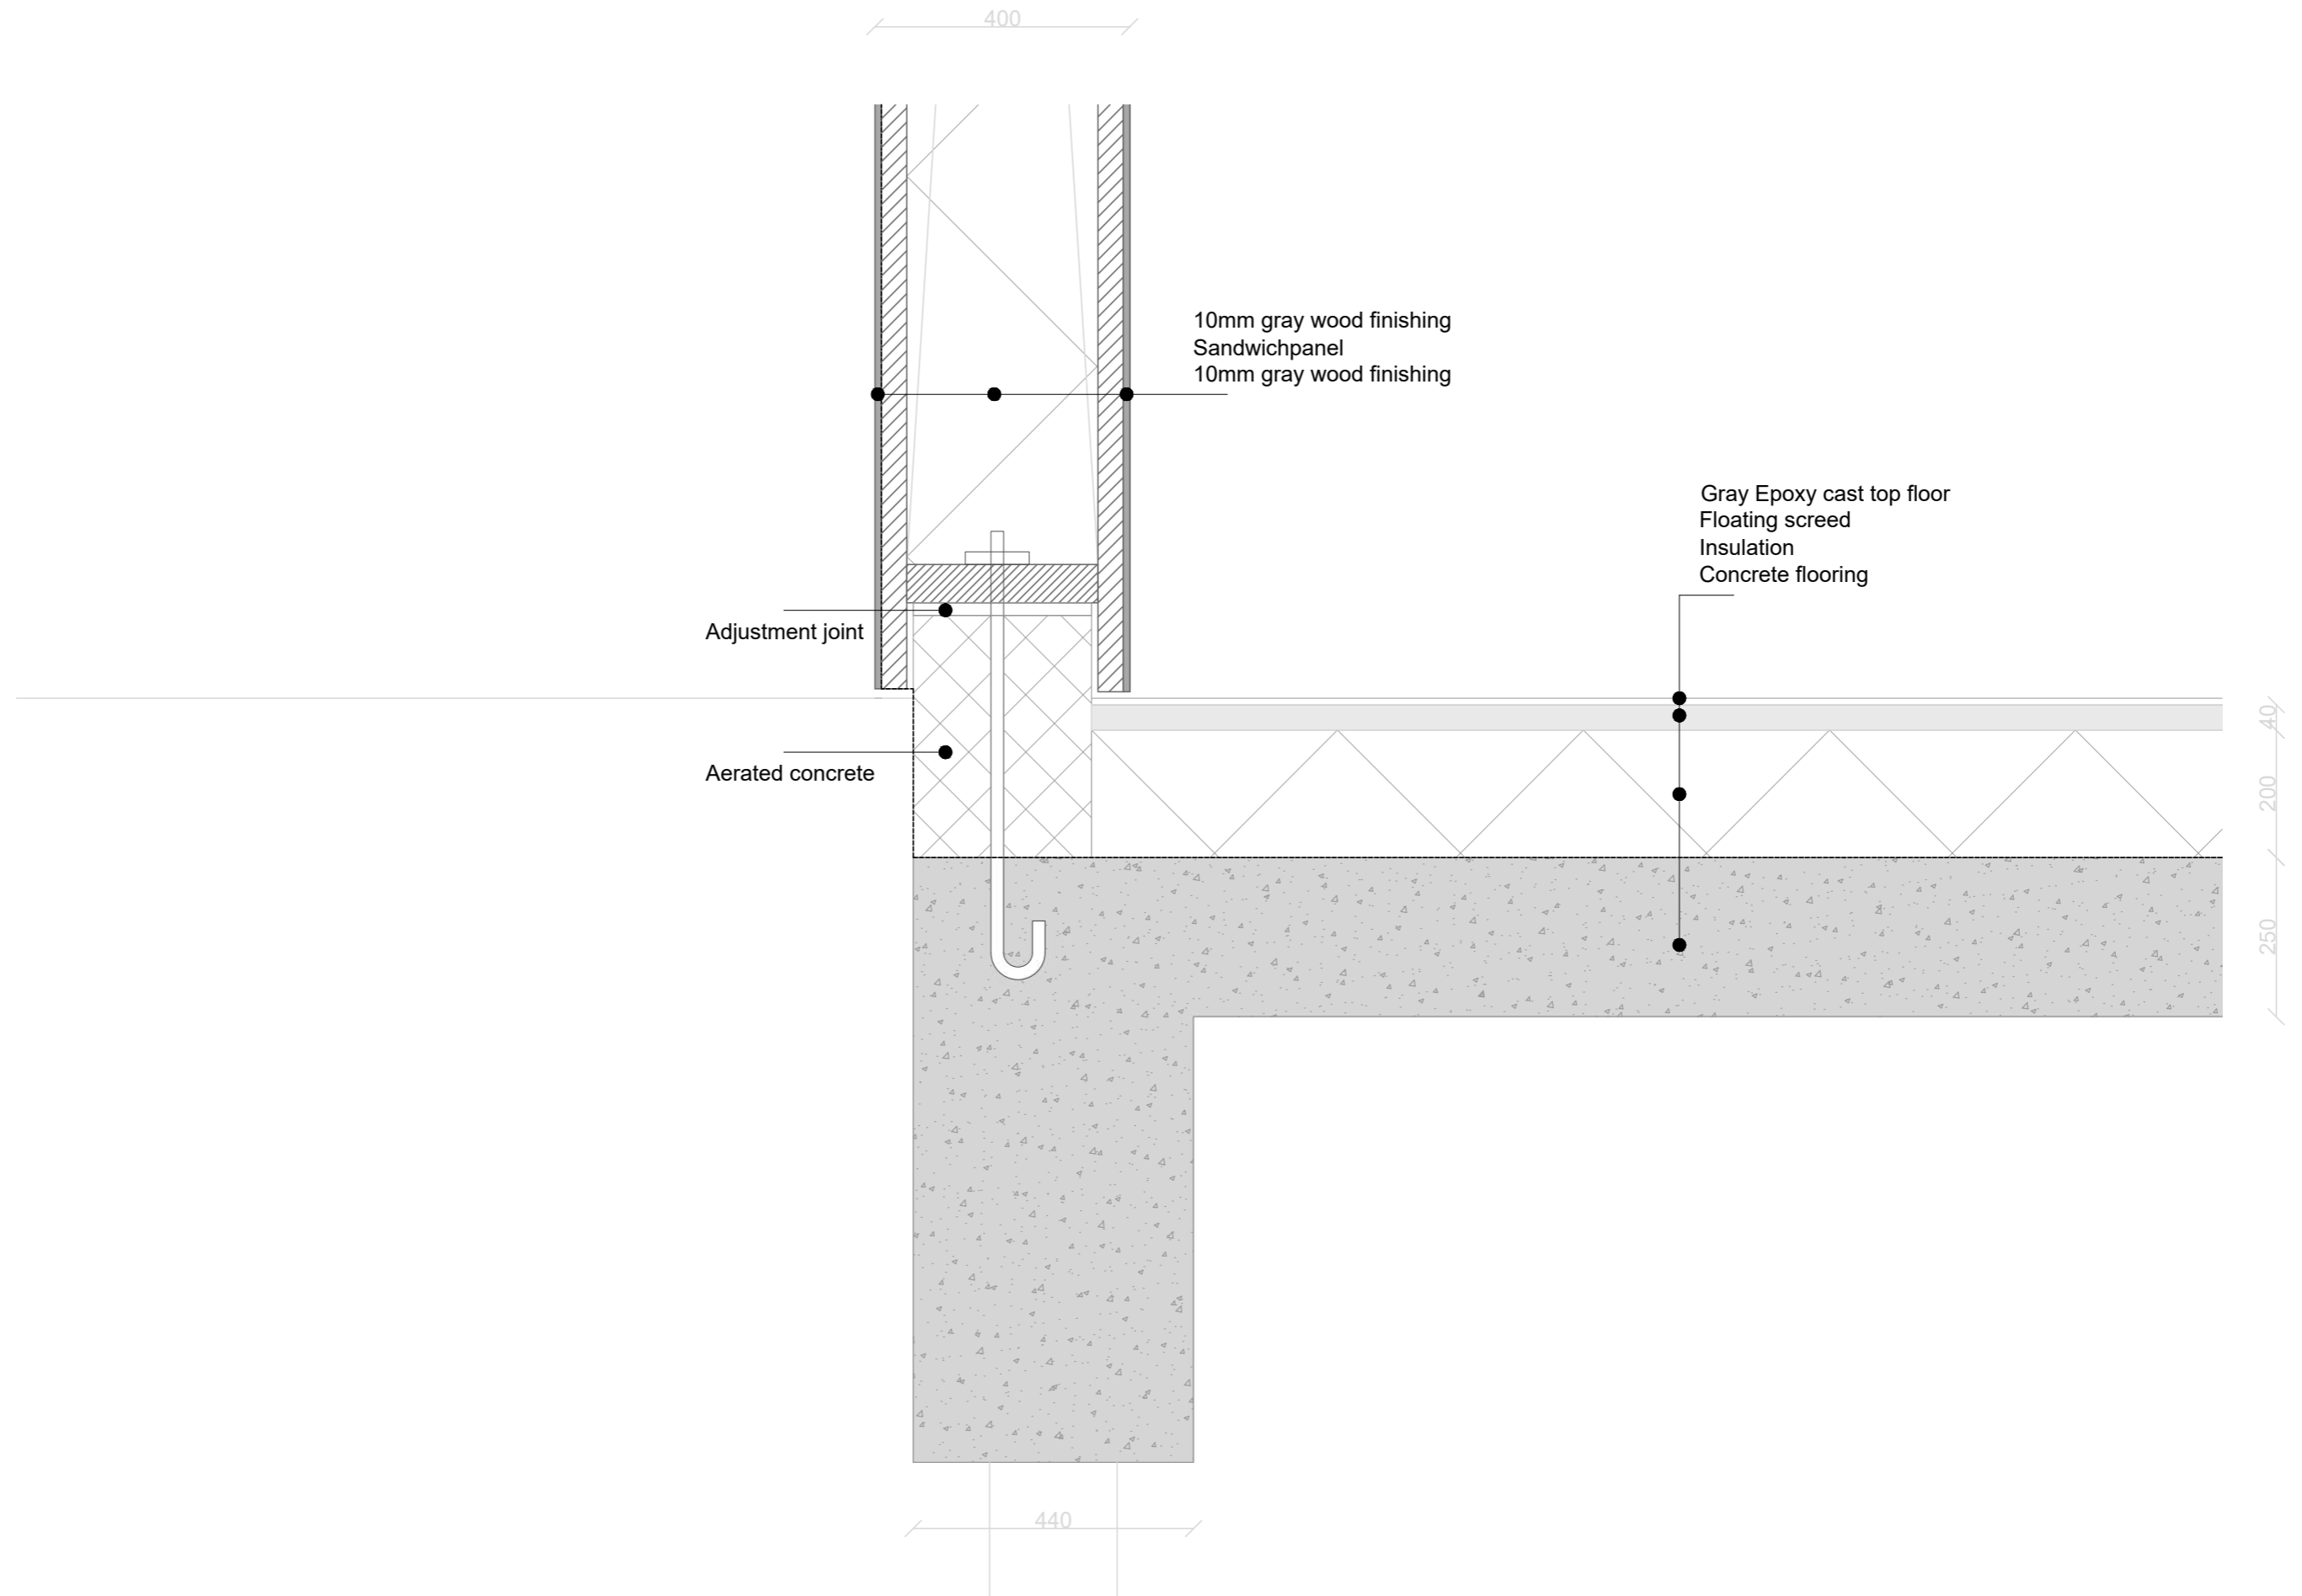 400
10mm gray wood finishing
Sandwichpanel
10mm gray wood finishing
Gray Epoxy cast top floor
Floating screed
Insulation
Concrete flooring
Adjustment joint
Aerated concrete
40
200
250
440